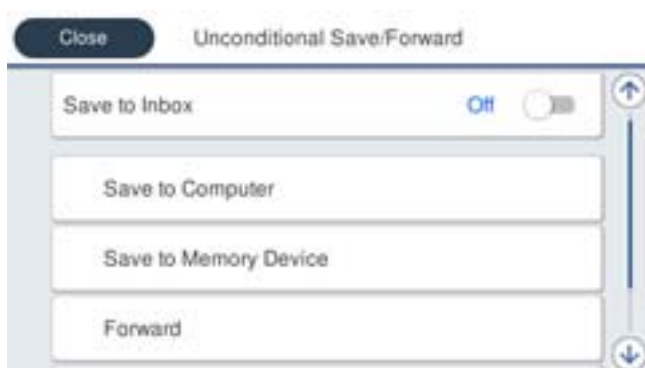 Close Unconditional Save/Forward
Save to Inbox Off
Save to Computer
Save to Memory Device
Forward